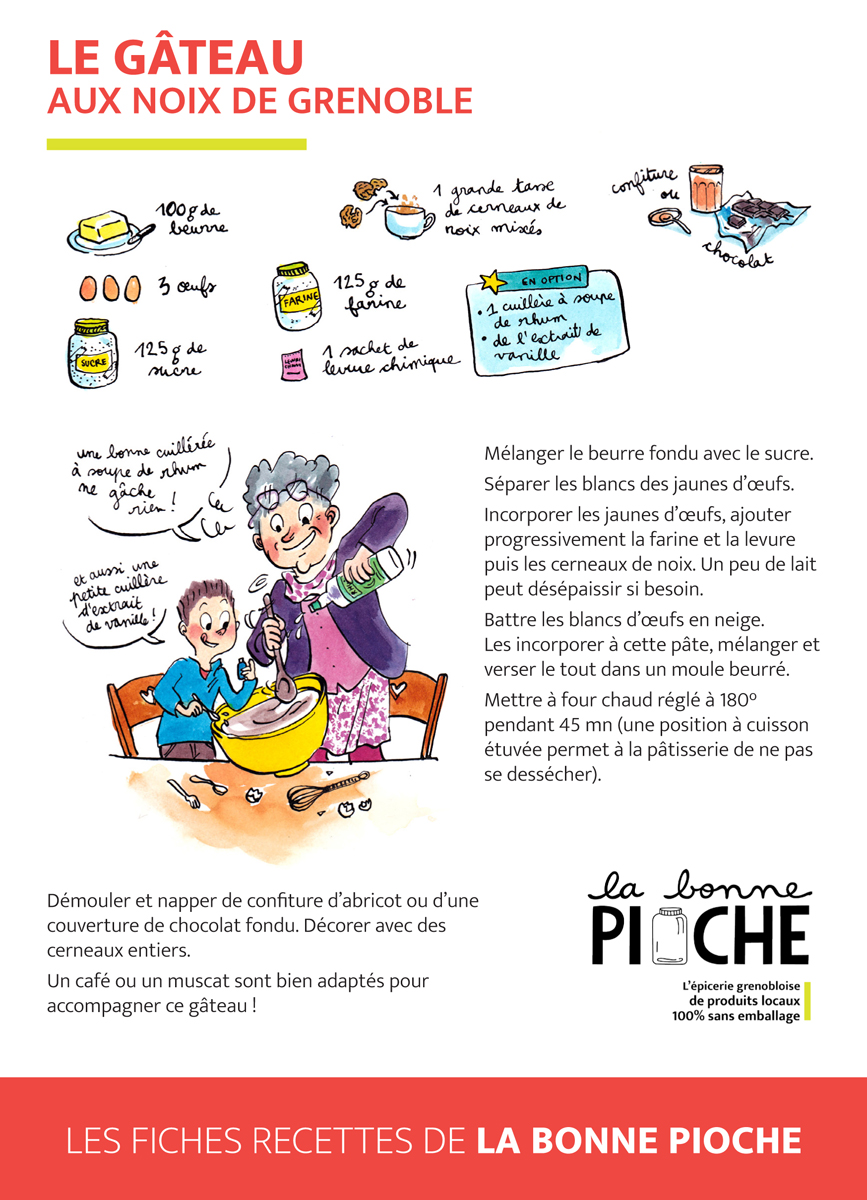 LE GÂTEAU
AUX NOIX DE GRENOBLE
100g de
beurre
1 grande tasse
de cerneaux de
noix mixés
confiture
ou
chocolat
3 œufs
FARINE
125g de
farine
EN OPTION
• 1 cuillère à soupe
de rhum
• de l'extrait de
vanille
SUCRE
125g de
sucre
1 sachet de
levure chimique
une bonne cuillérée
à soupe de rhum
ne gâche
rien !
et aussi une
petite cuillère
d'extrait
de vanille !
Mélanger le beurre fondu avec le sucre.
Séparer les blancs des jaunes d’œufs.
Incorporer les jaunes d’œufs, ajouter
progressivement la farine et la levure
puis les cerneaux de noix. Un peu de lait
peut désépaissir si besoin.
Battre les blancs d’œufs en neige.
Les incorporer à cette pâte, mélanger et
verser le tout dans un moule beurré.
Mettre à four chaud réglé à 180º
pendant 45 mn (une position à cuisson
étuvée permet à la pâtisserie de ne pas
se dessécher).
Démouler et napper de confiture d’abricot ou d’une
couverture de chocolat fondu. Décorer avec des
cerneaux entiers.
Un café ou un muscat sont bien adaptés pour
accompagner ce gâteau !
la bonne
PIOCHE
L’épicerie grenobloise
de produits locaux
100% sans emballage
LES FICHES RECETTES DE LA BONNE PIOCHE